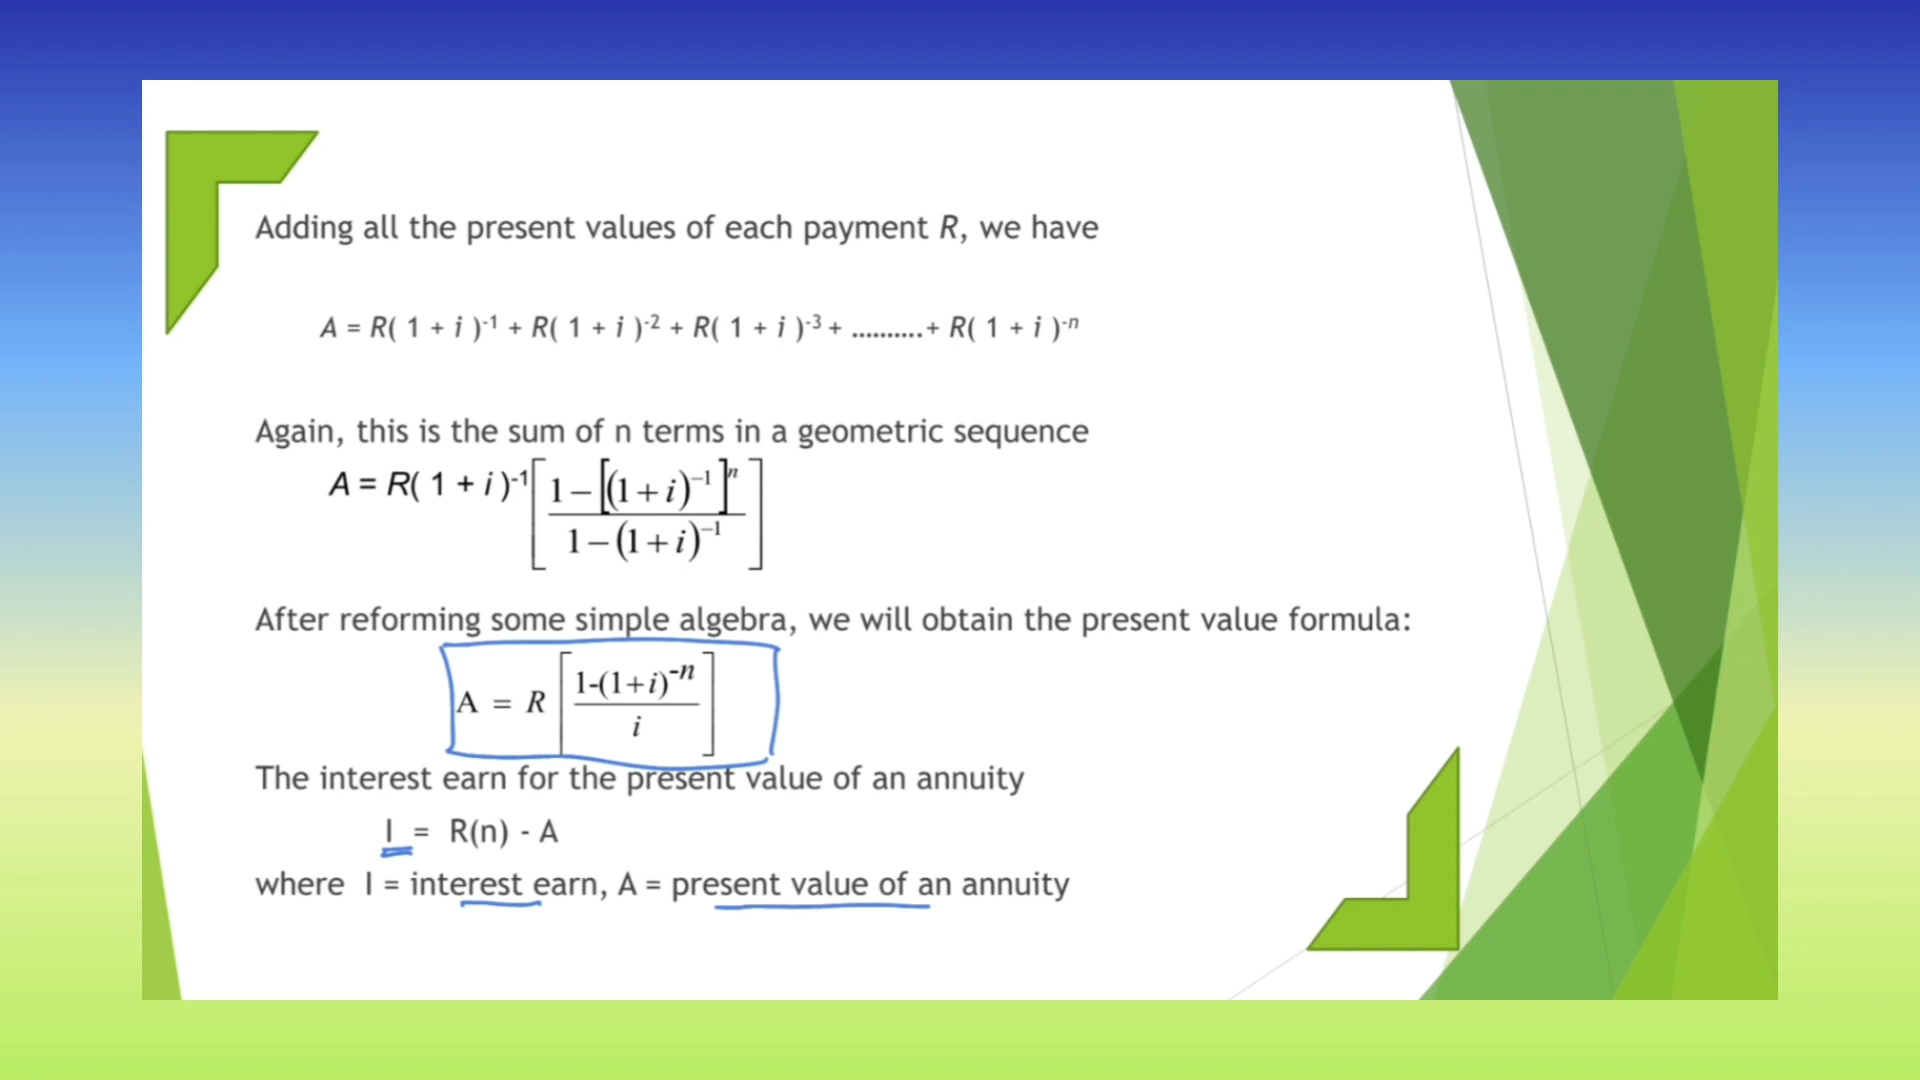 Adding all the present values of each payment R, we have
A = R( 1 + i )⁻¹ + R( 1 + i )⁻² + R( 1 + i )⁻³ + ..........+ R( 1 + i )⁻ⁿ
Again, this is the sum of n terms in a geometric sequence
A = R( 1 + i )⁻¹ [ (1 − [(1 + i)⁻¹]ⁿ) / (1 − (1 + i)⁻¹) ]
After reforming some simple algebra, we will obtain the present value formula:
A = R [ (1-(1+i)⁻ⁿ) / i ]
The interest earn for the present value of an annuity
I = R(n) - A
where I = interest earn, A = present value of an annuity